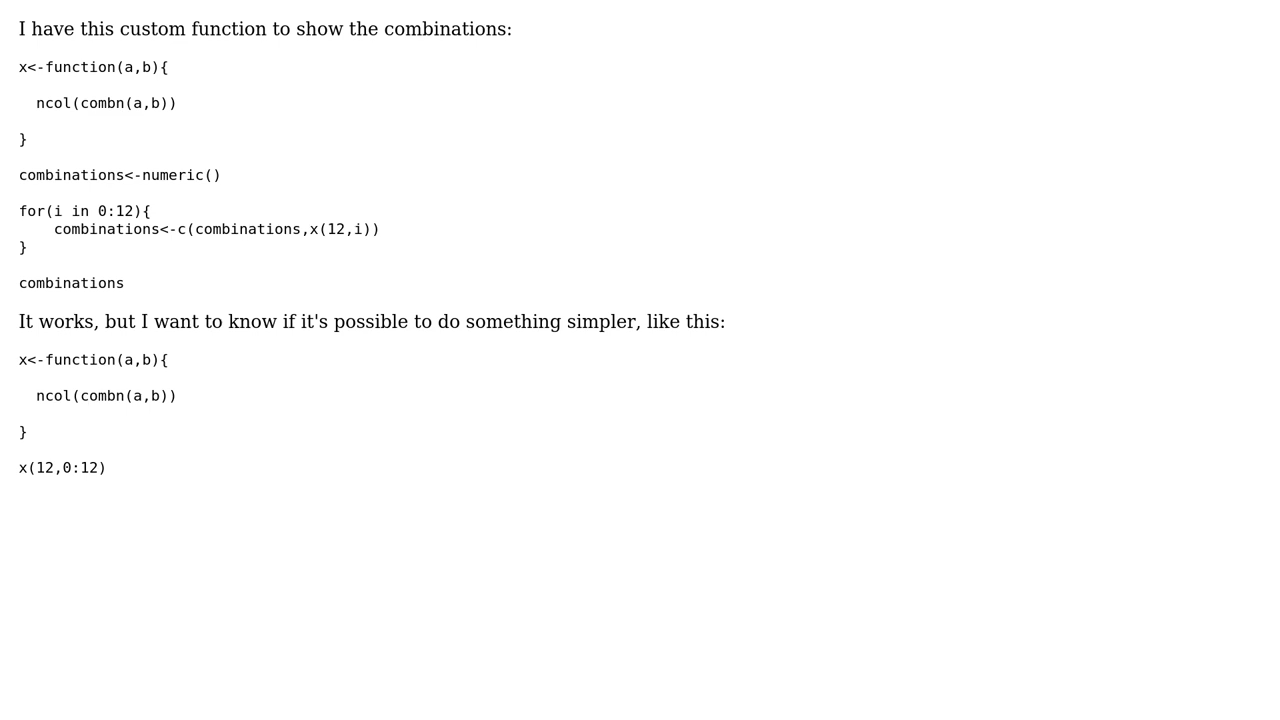 I have this custom function to show the combinations:
x<-function(a,b){
  ncol(combn(a,b))
}
combinations<-numeric()
for(i in 0:12){
    combinations<-c(combinations,x(12,i))
}
combinations
It works, but I want to know if it's possible to do something simpler, like this:
x<-function(a,b){
  ncol(combn(a,b))
}
x(12,0:12)